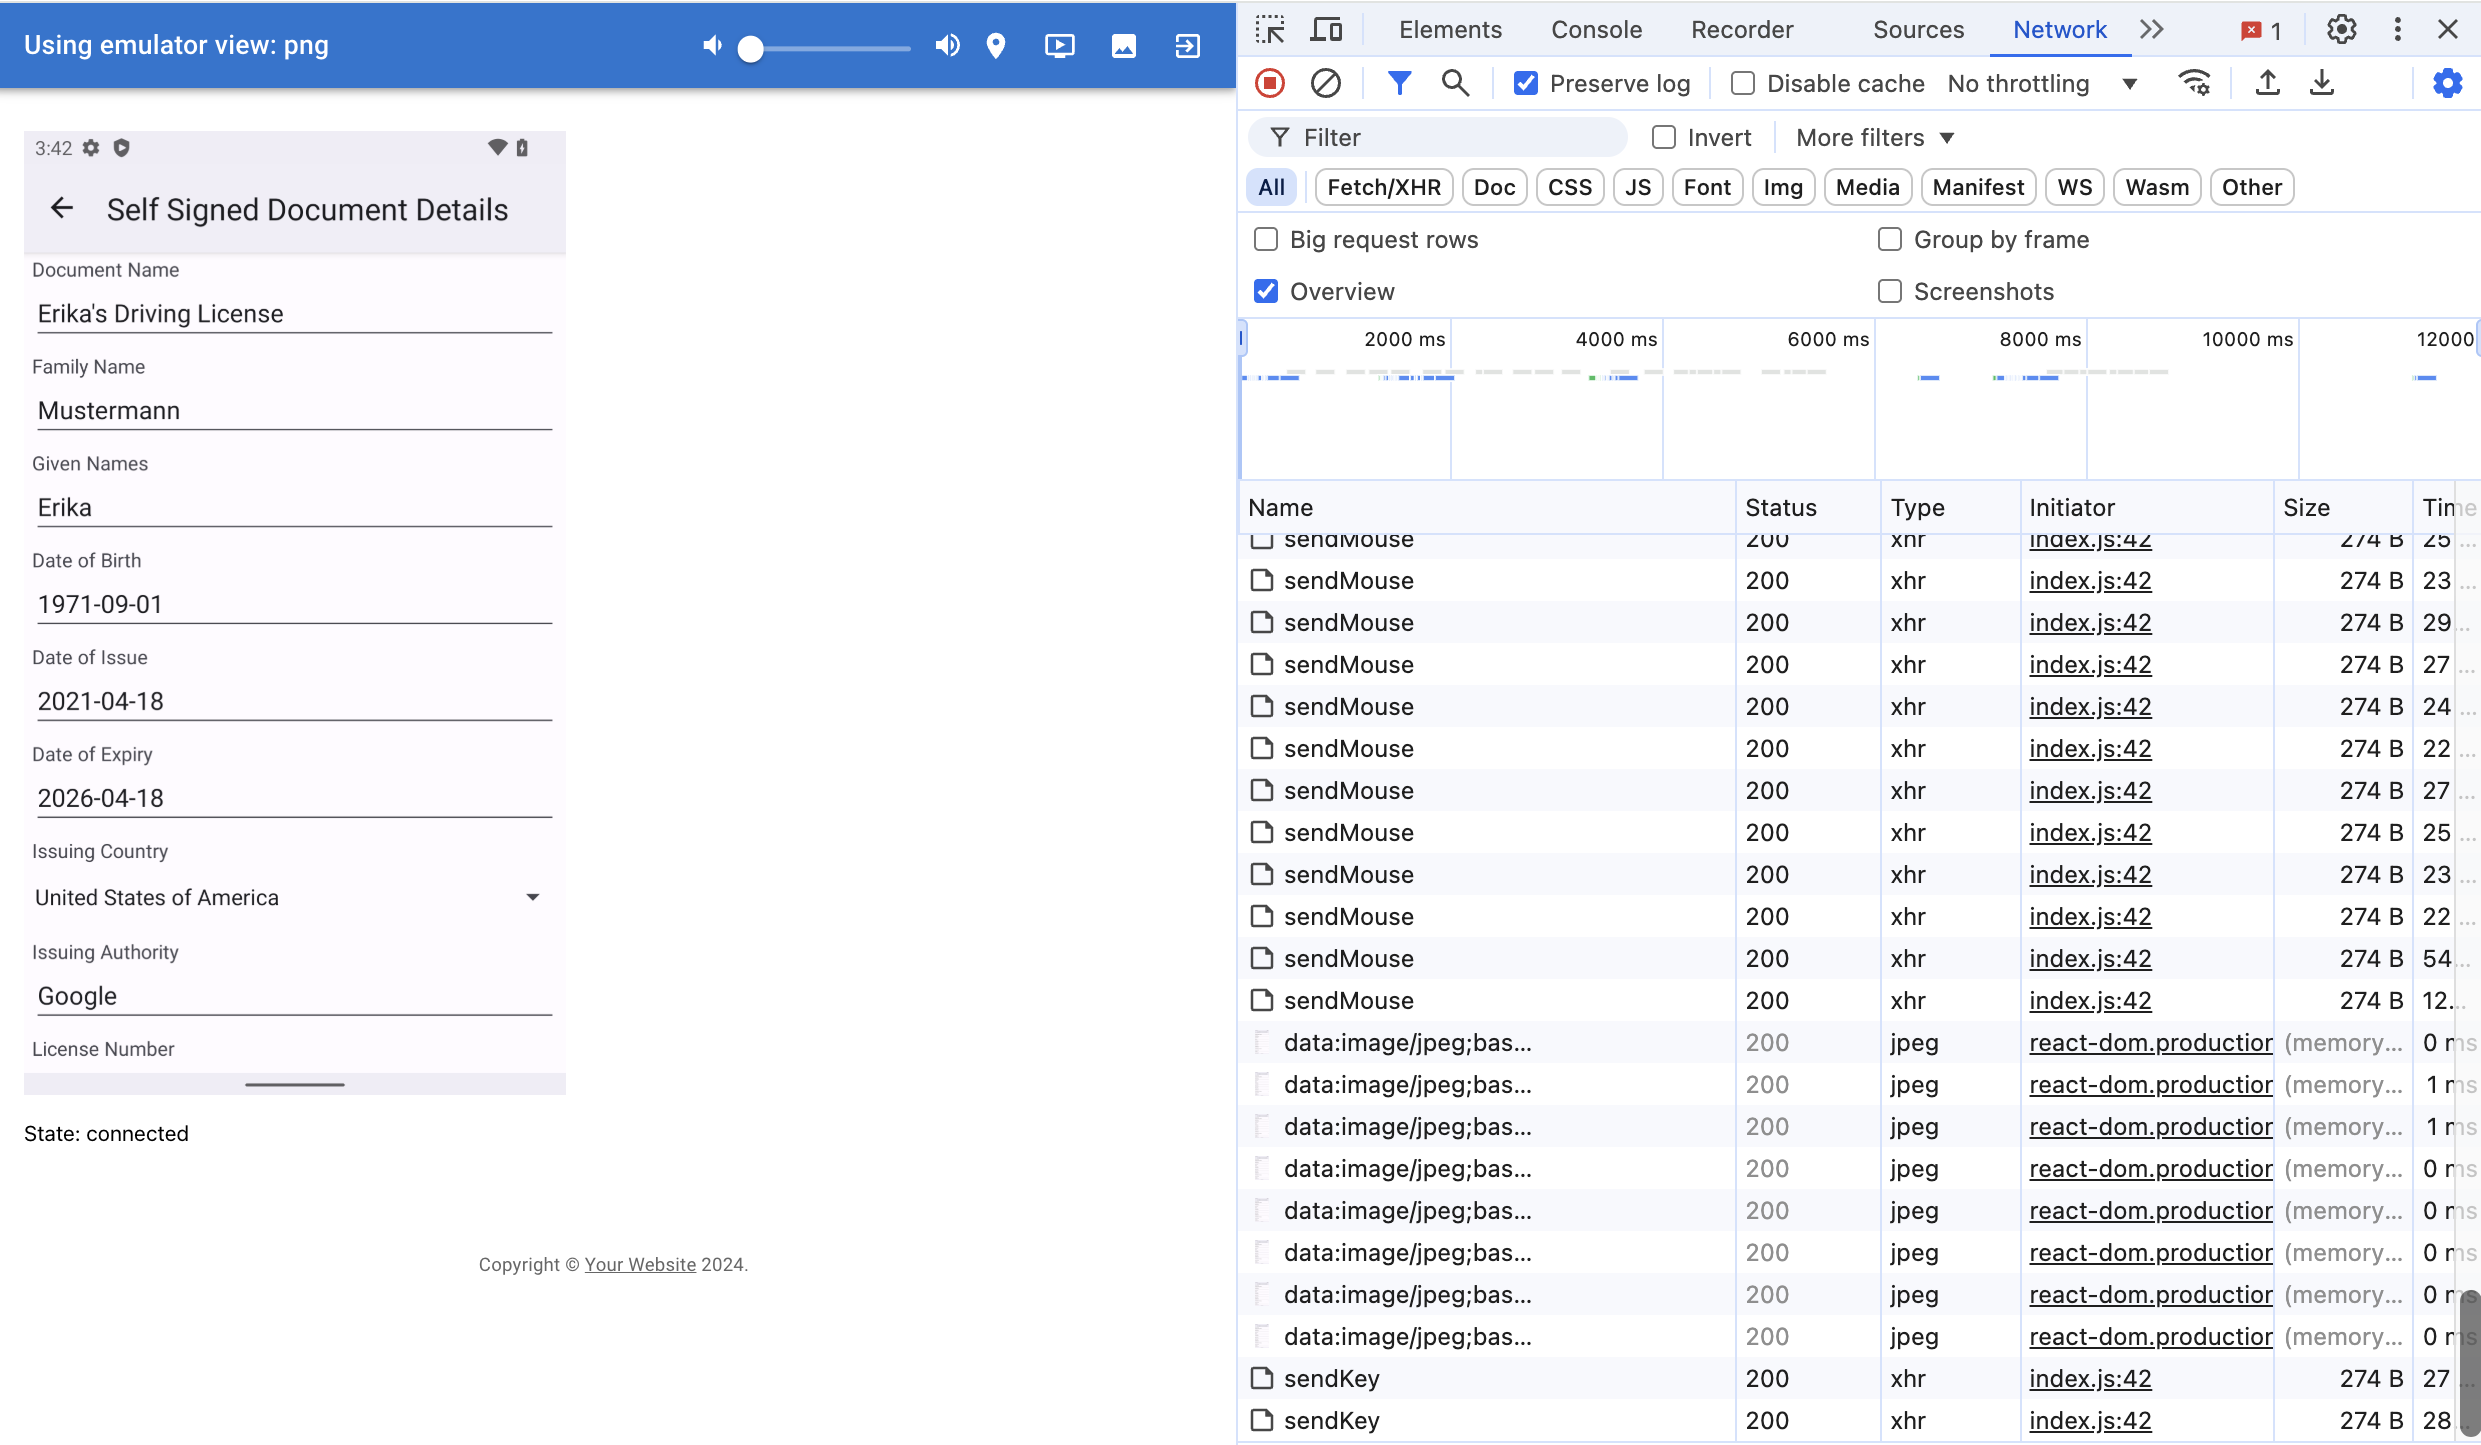 Using emulator view: png
3:42
Self Signed Document Details
Document Name
Erika's Driving License
Family Name
Mustermann
Given Names
Erika
Date of Birth
1971-09-01
Date of Issue
2021-04-18
Date of Expiry
2026-04-18
Issuing Country
United States of America
Issuing Authority
Google
License Number
State: connected
Copyright © Your Website 2024.
Elements Console Recorder Sources Network 1
Preserve log Disable cache No throttling
Filter Invert More filters
All Fetch/XHR Doc CSS JS Font Img Media Manifest WS Wasm Other
Big request rows Group by frame
Overview Screenshots
2000 ms 4000 ms 6000 ms 8000 ms 10000 ms 12000
Name Status Type Initiator Size Time
sendMouse 200 xhr index.js:42 274 B 25 ...
sendMouse 200 xhr index.js:42 274 B 23 ...
sendMouse 200 xhr index.js:42 274 B 29 ...
sendMouse 200 xhr index.js:42 274 B 27 ...
sendMouse 200 xhr index.js:42 274 B 24 ...
sendMouse 200 xhr index.js:42 274 B 22 ...
sendMouse 200 xhr index.js:42 274 B 27 ...
sendMouse 200 xhr index.js:42 274 B 25 ...
sendMouse 200 xhr index.js:42 274 B 23 ...
sendMouse 200 xhr index.js:42 274 B 22 ...
sendMouse 200 xhr index.js:42 274 B 54 ...
sendMouse 200 xhr index.js:42 274 B 12...
data:image/jpeg;bas... 200 jpeg react-dom.production (memory... 0 ms
data:image/jpeg;bas... 200 jpeg react-dom.production (memory... 1 ms
data:image/jpeg;bas... 200 jpeg react-dom.production (memory... 1 ms
data:image/jpeg;bas... 200 jpeg react-dom.production (memory... 0 ms
data:image/jpeg;bas... 200 jpeg react-dom.production (memory... 0 ms
data:image/jpeg;bas... 200 jpeg react-dom.production (memory... 0 ms
data:image/jpeg;bas... 200 jpeg react-dom.production (memory... 0 ms
data:image/jpeg;bas... 200 jpeg react-dom.production (memory... 0 ms
sendKey 200 xhr index.js:42 274 B 27 ...
sendKey 200 xhr index.js:42 274 B 28 ...